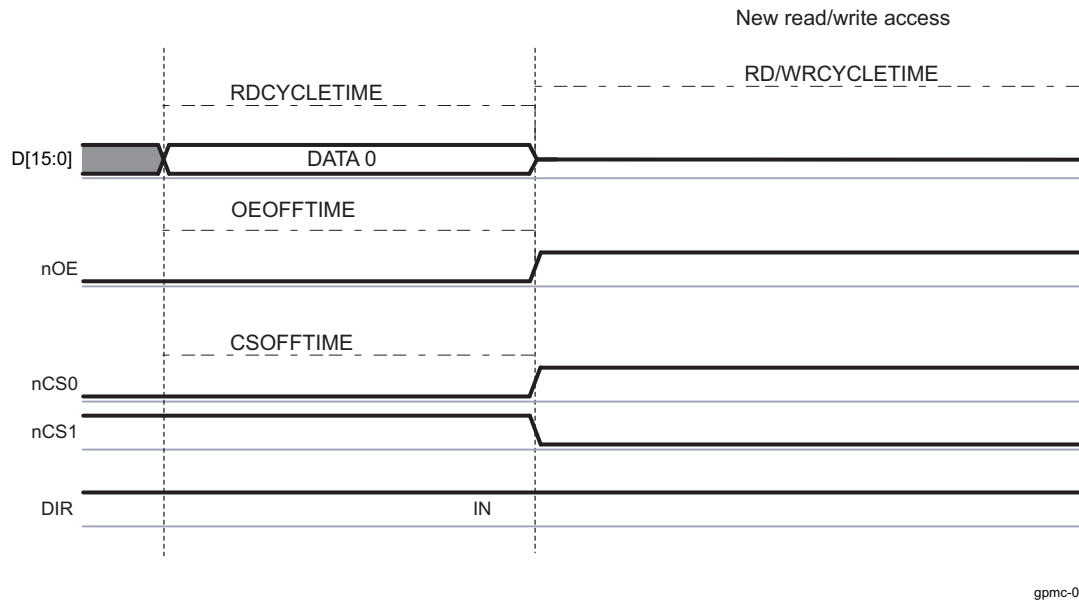 New read/write access
RDCYCLETIME
RD/WRCYCLETIME
D[15:0]
DATA 0
OEOFFTIME
nOE
CSOFFTIME
nCS0
nCS1
DIR
IN
gpmc-0